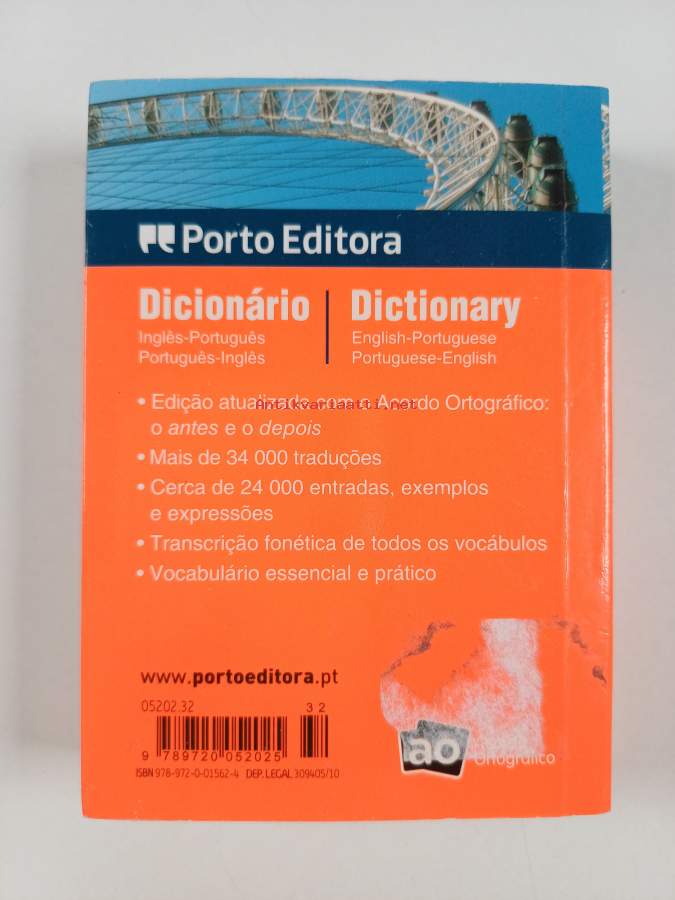 Porto Editora
Dicionário
Inglês-Português
Português-Inglês
Dictionary
English-Portuguese
Portuguese-English
• Edição atualizada com o Acordo Ortográfico:
Antikvariaatti.net
o antes e o depois
• Mais de 34 000 traduções
• Cerca de 24 000 entradas, exemplos
e expressões
• Transcrição fonética de todos os vocábulos
• Vocabulário essencial e prático
www.portoeditora.pt
05202.32
3 2
9 789720 052025
ISBN 978-972-0-01562-4 DEP. LEGAL 309405/10
ao
Ortográfico